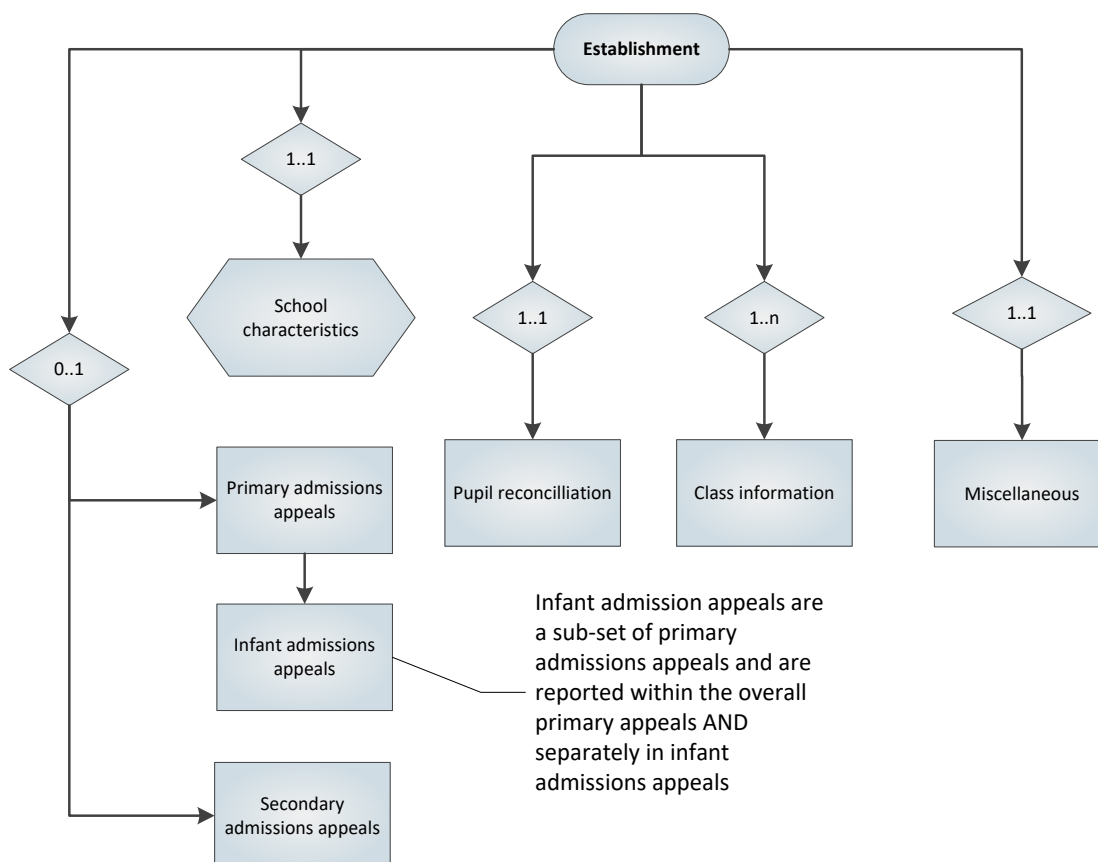 Establishment
1..1
School
characteristics
1..1
1..n
1..1
0..1
Primary admissions
appeals
Pupil reconcilliation
Class information
Miscellaneous
Infant admissions
appeals
Infant admission appeals are
a sub-set of primary
admissions appeals and are
reported within the overall
primary appeals AND
separately in infant
admissions appeals
Secondary
admissions appeals